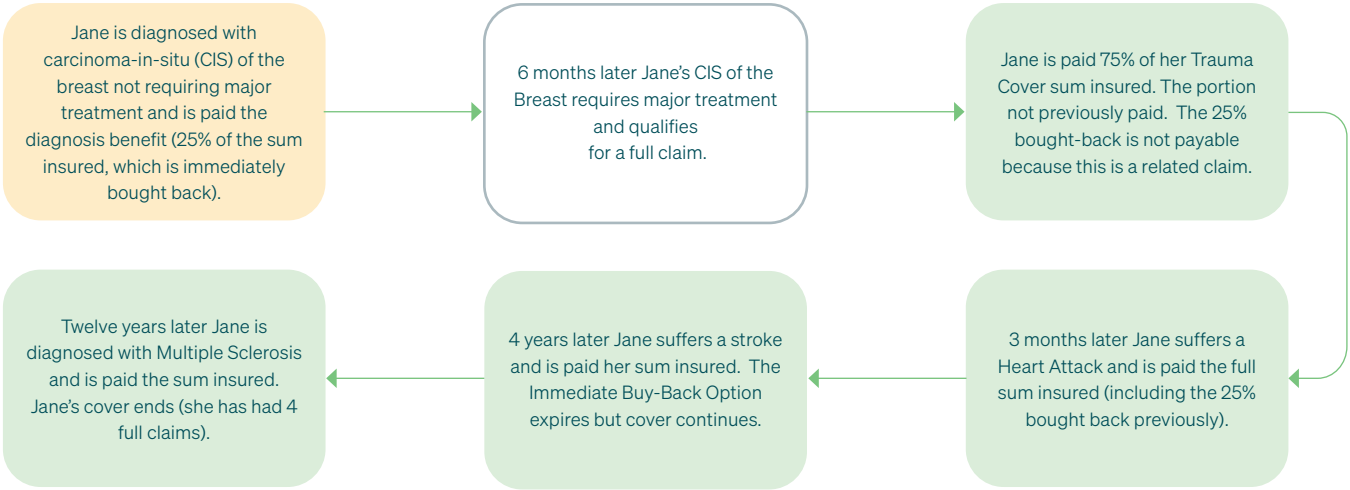 Jane is diagnosed with
carcinoma-in-situ (CIS) of the
breast not requiring major
treatment and is paid the
diagnosis benefit (25% of the sum
insured, which is immediately
bought back).
6 months later Jane's CIS of the
Breast requires major treatment
and qualifies
for a full claim.
Jane is paid 75% of her Trauma
Cover sum insured. The portion
not previously paid.  The 25%
bought-back is not payable
because this is a related claim.
3 months later Jane suffers a
Heart Attack and is paid the full
sum insured (including the 25%
bought back previously).
4 years later Jane suffers a stroke
and is paid her sum insured.  The
Immediate Buy-Back Option
expires but cover continues.
Twelve years later Jane is
diagnosed with Multiple Sclerosis
and is paid the sum insured.
Jane's cover ends (she has had 4
full claims).